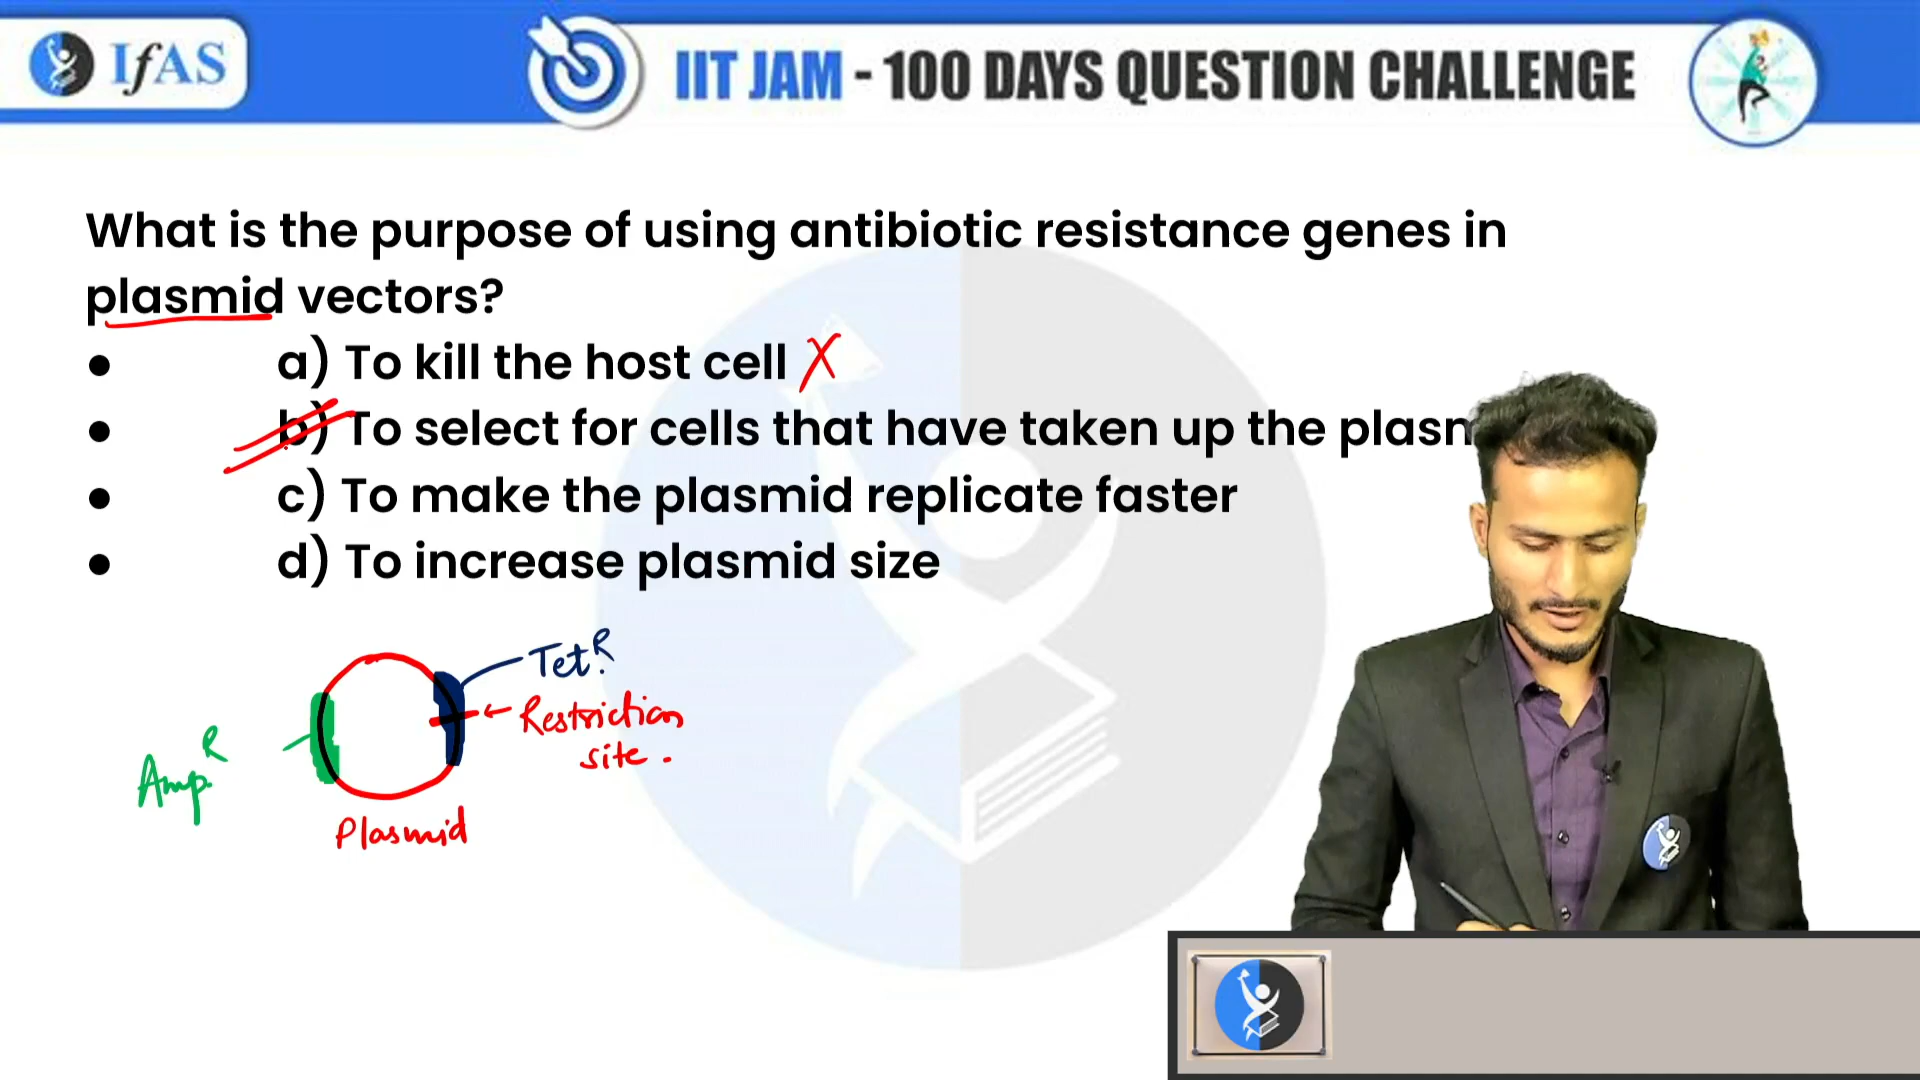 IfAS
IIT JAM - 100 DAYS QUESTION CHALLENGE
What is the purpose of using antibiotic resistance genes in
plasmid vectors?
● a) To kill the host cell X
● b) To select for cells that have taken up the
● c) To make the plasmid replicate faster
● d) To increase plasmid size
Tet R
Restriction
site.
Amp R
Plasmid